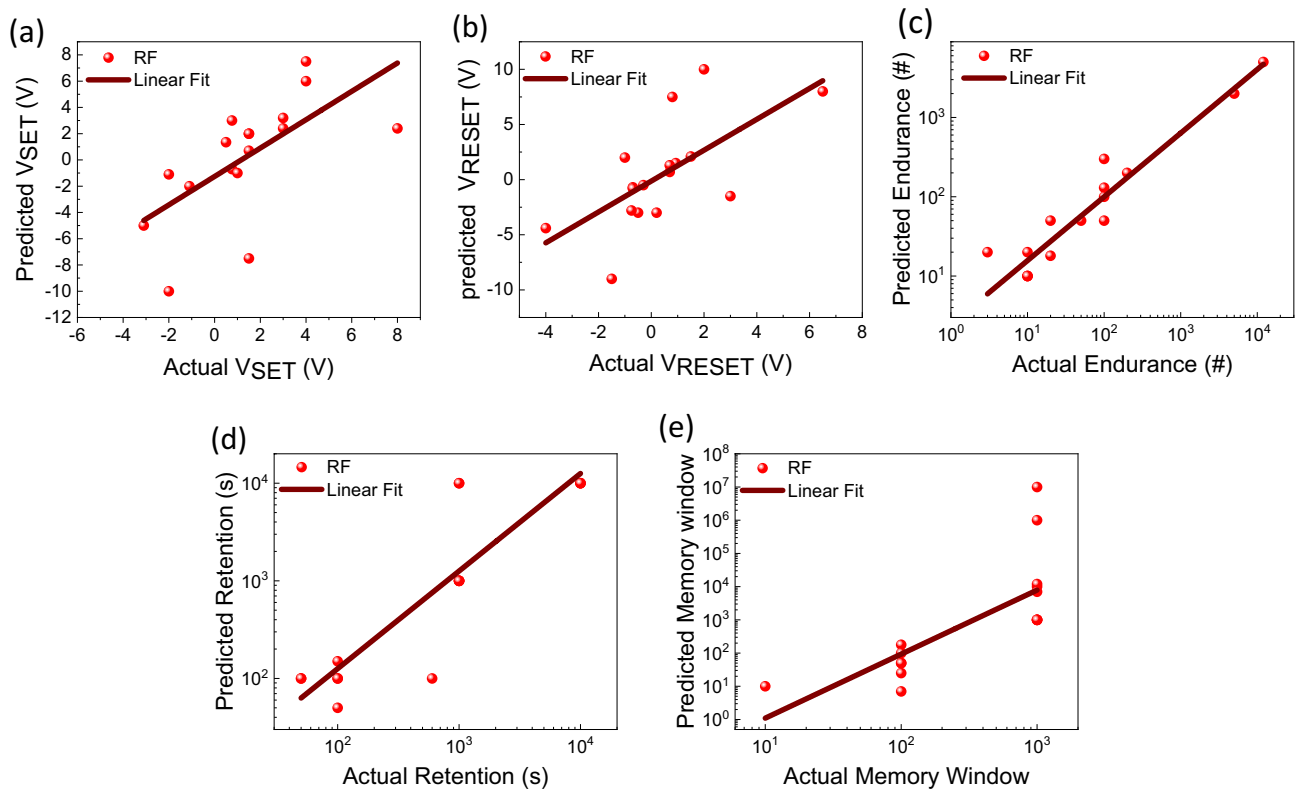 (a)
RF
Linear Fit
8
6
4
2
0
-2
-4
-6
-8
-10
-12
Predicted VSET (V)
-6 -4 -2 0 2 4 6 8
Actual VSET (V)
(b)
RF
Linear Fit
10
5
0
-5
-10
predicted VRESET (V)
-4 -2 0 2 4 6 8
Actual VRESET (V)
(c)
RF
Linear Fit
10³
10²
10¹
Predicted Endurance (#)
10⁰ 10¹ 10² 10³ 10⁴
Actual Endurance (#)
(d)
RF
Linear Fit
10⁴
10³
10²
Predicted Retention (s)
10² 10³ 10⁴
Actual Retention (s)
(e)
RF
Linear Fit
10⁸
10⁷
10⁶
10⁵
10⁴
10³
10²
10¹
10⁰
Predicted Memory window
10¹ 10² 10³
Actual Memory Window